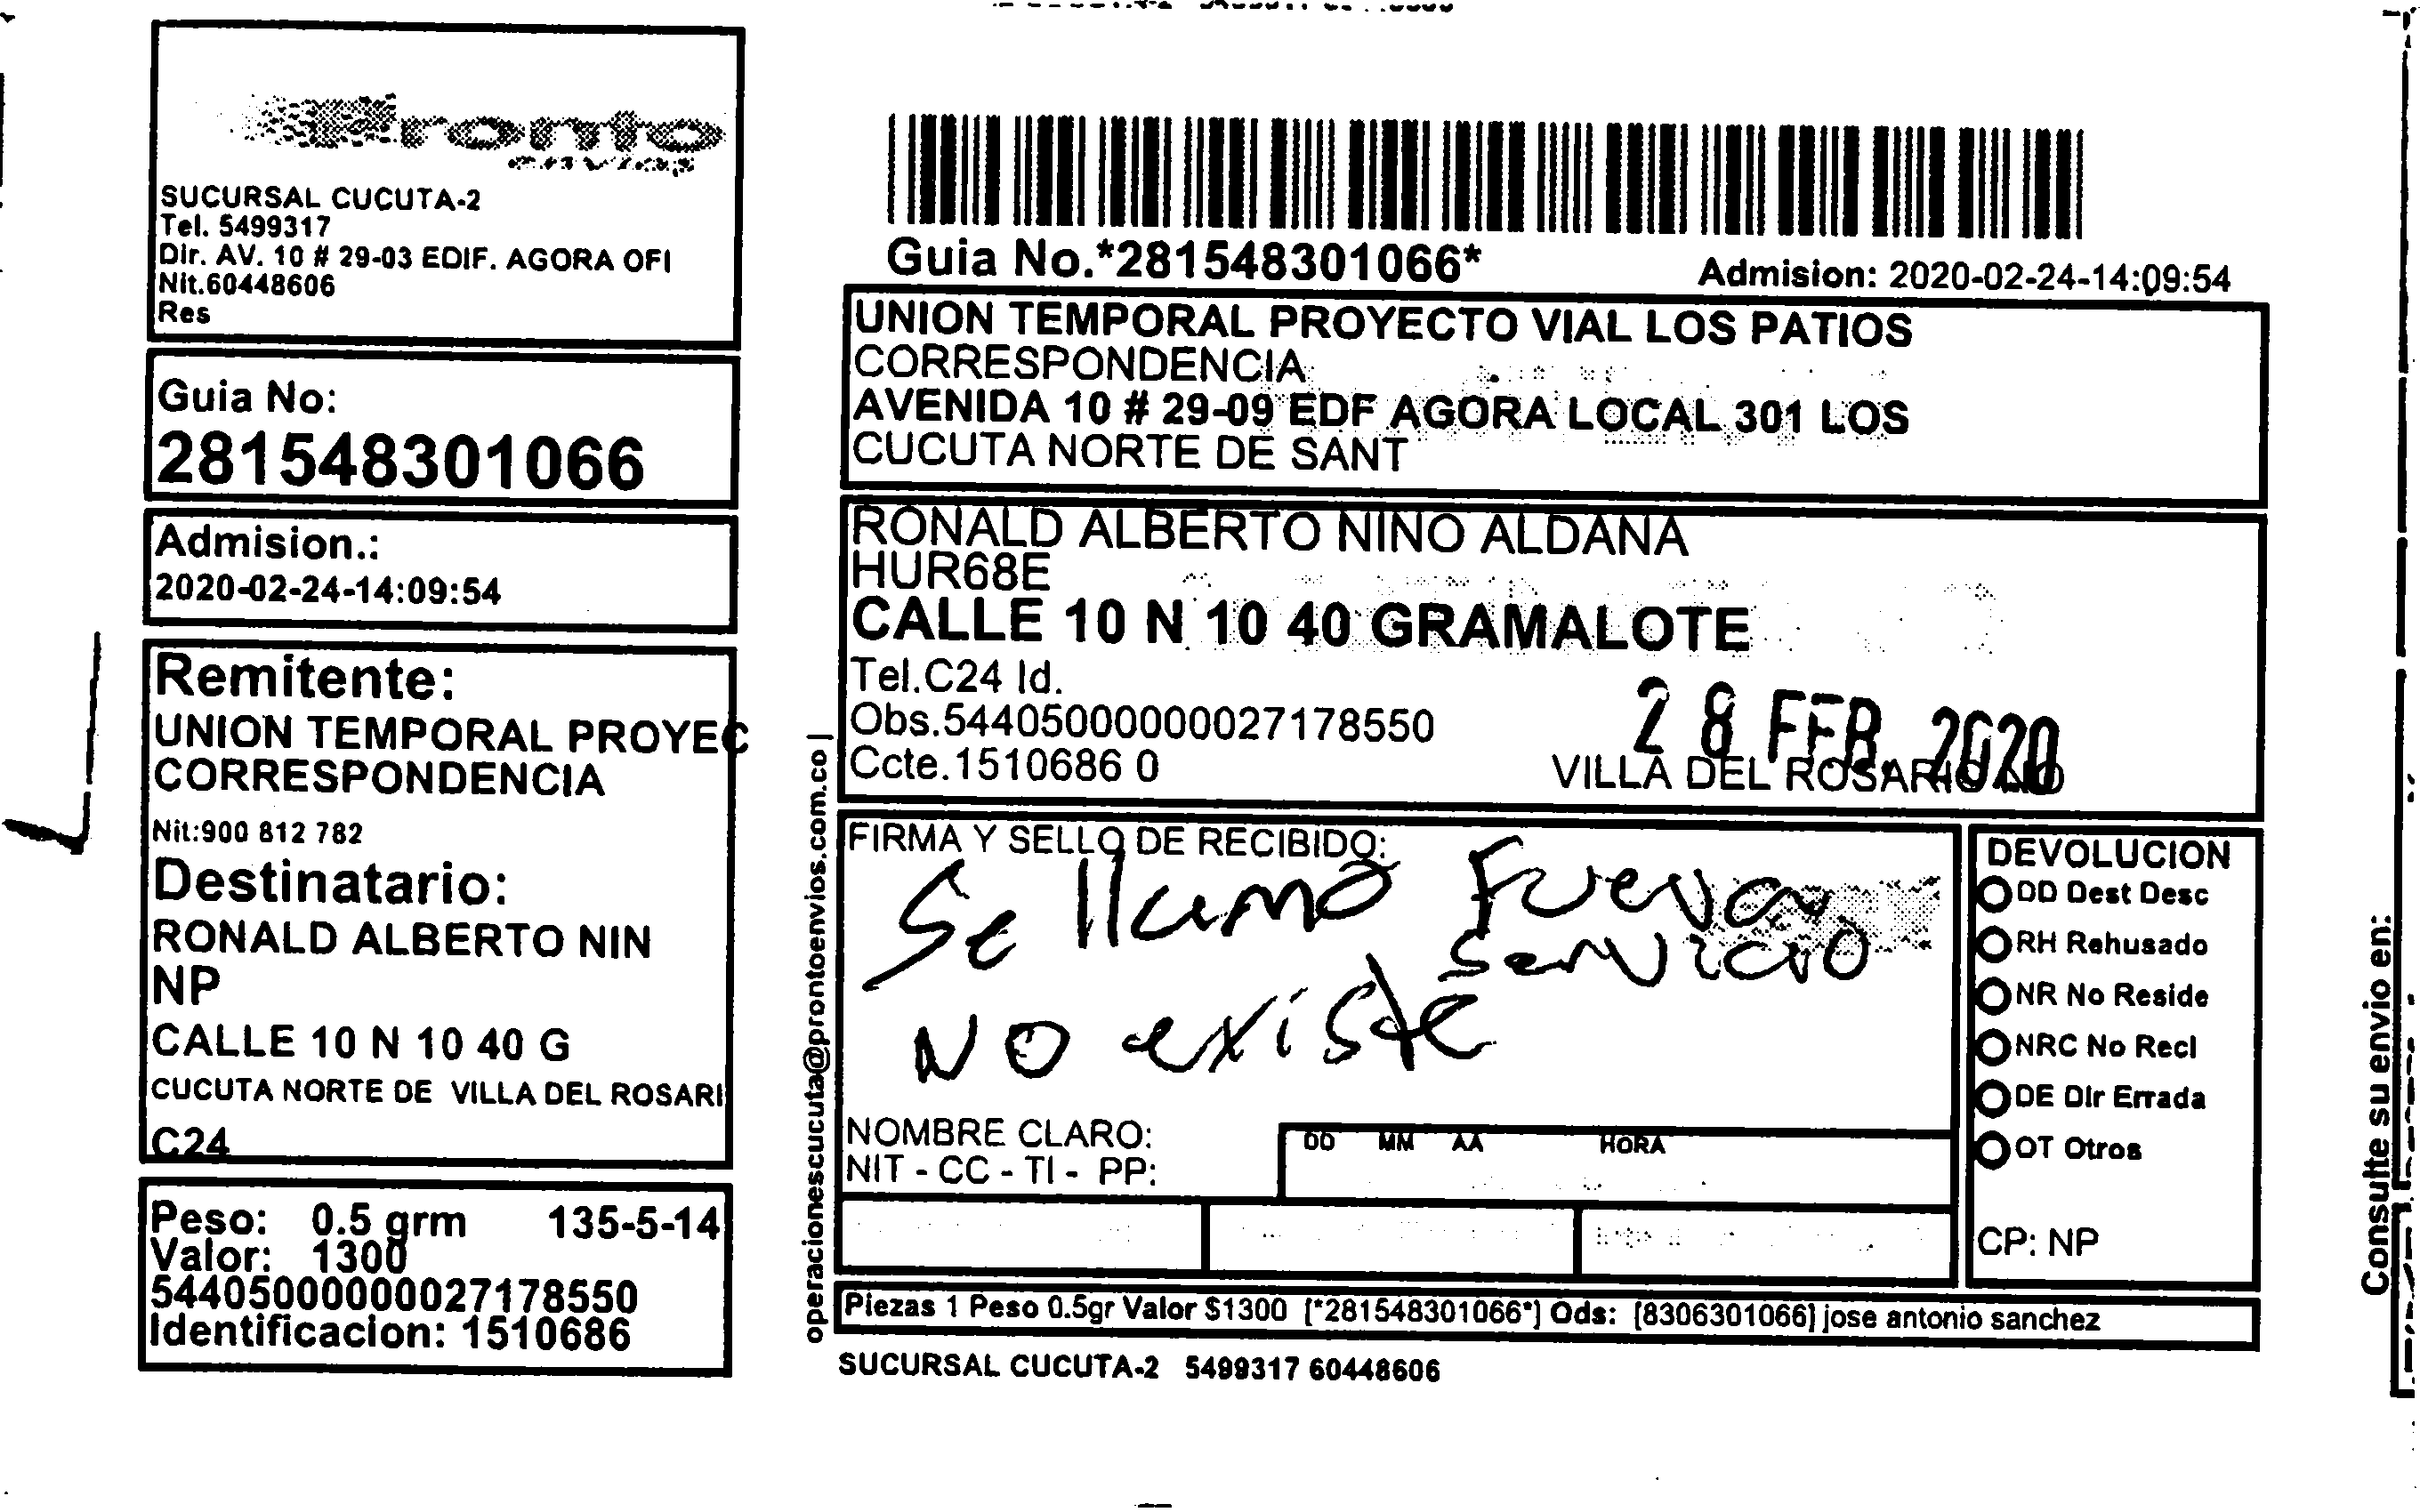 Pronto
envios
SUCURSAL CUCUTA-2
Tel. 5499317
Dir. AV. 10 # 29-03 EDIF. AGORA OFI
Nit.60448606
Res
Guia No:
281548301066
Admision.:
2020-02-24-14:09:54
Remitente:
UNION TEMPORAL PROYEC
CORRESPONDENCIA
Nit:900 812 782
Destinatario:
RONALD ALBERTO NIN
NP
CALLE 10 N 10 40 G
CUCUTA NORTE DE VILLA DEL ROSARI
C24
Peso: 0.5 grm 135-5-14
Valor: 1300
544050000000027178550
Identificacion: 1510686
operacionescucuta@prontoenvios.com.co |
Guia No.*281548301066*
Admision: 2020-02-24-14:09:54
UNION TEMPORAL PROYECTO VIAL LOS PATIOS
CORRESPONDENCIA
AVENIDA 10 # 29-09 EDF AGORA LOCAL 301 LOS
CUCUTA NORTE DE SANT
RONALD ALBERTO NINO ALDANA
HUR68E
CALLE 10 N 10 40 GRAMALOTE
Tel.C24 Id.
Obs.544050000000027178550
28 FEB. 2020
Ccte.1510686 0
VILLA DEL ROSARIO
FIRMA Y SELLO DE RECIBIDO:
Se llamo Fuera
servicio
NO existe
NOMBRE CLARO:
NIT - CC - TI - PP:
DD MM AA HORA
DEVOLUCION
DD Dest Desc
RH Rehusado
NR No Reside
NRC No Recl
DE Dir Errada
OT Otros
CP: NP
Piezas 1 Peso 0.5gr Valor $1300 [*281548301066*] Ods: [8306301066] jose antonio sanchez
SUCURSAL CUCUTA-2 5499317 60448606
Consulte su envio en: